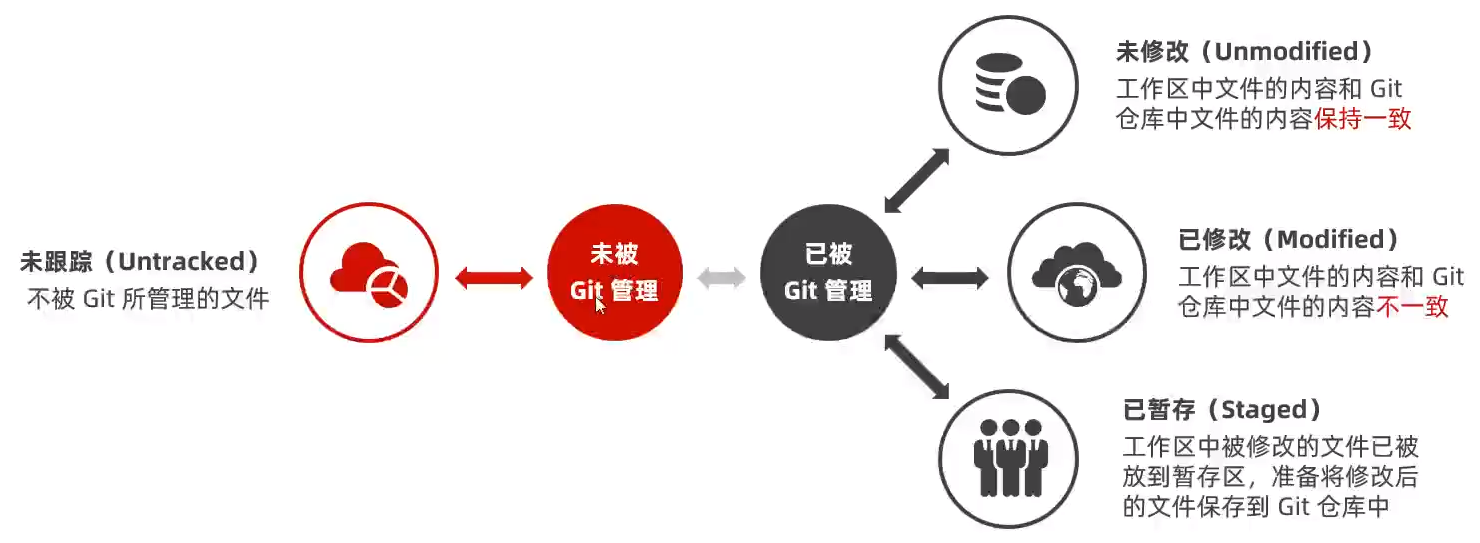 未跟踪（Untracked）
不被 Git 所管理的文件
未被
Git 管理
已被
Git 管理
未修改（Unmodified）
工作区中文件的内容和 Git
仓库中文件的内容保持一致
已修改（Modified）
工作区中文件的内容和 Git
仓库中文件的内容不一致
已暂存（Staged）
工作区中被修改的文件已被
放到暂存区，准备将修改后
的文件保存到 Git 仓库中